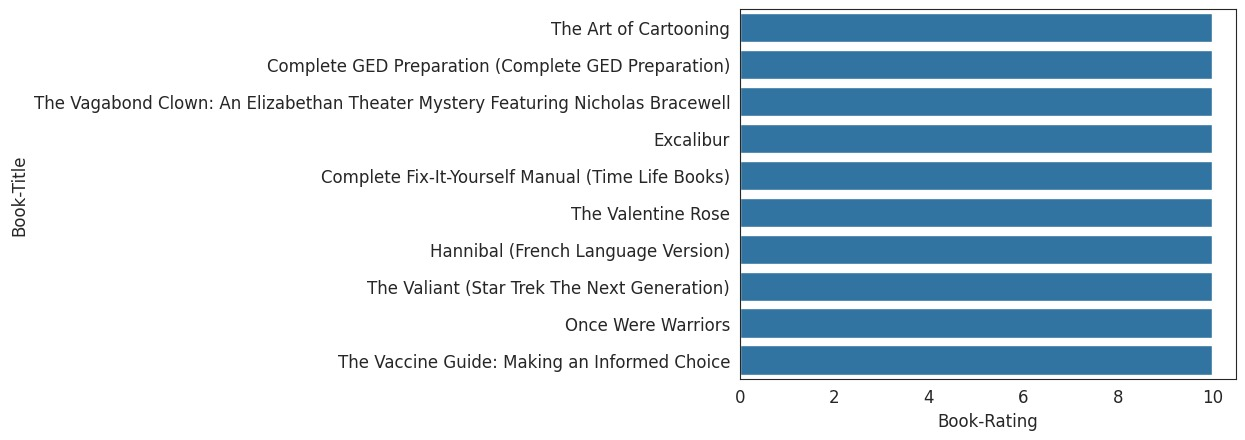 The Art of Cartooning
Complete GED Preparation (Complete GED Preparation)
The Vagabond Clown: An Elizabethan Theater Mystery Featuring Nicholas Bracewell
Excalibur
Complete Fix-It-Yourself Manual (Time Life Books)
The Valentine Rose
Hannibal (French Language Version)
The Valiant (Star Trek The Next Generation)
Once Were Warriors
The Vaccine Guide: Making an Informed Choice
Book-Title
0 2 4 6 8 10
Book-Rating